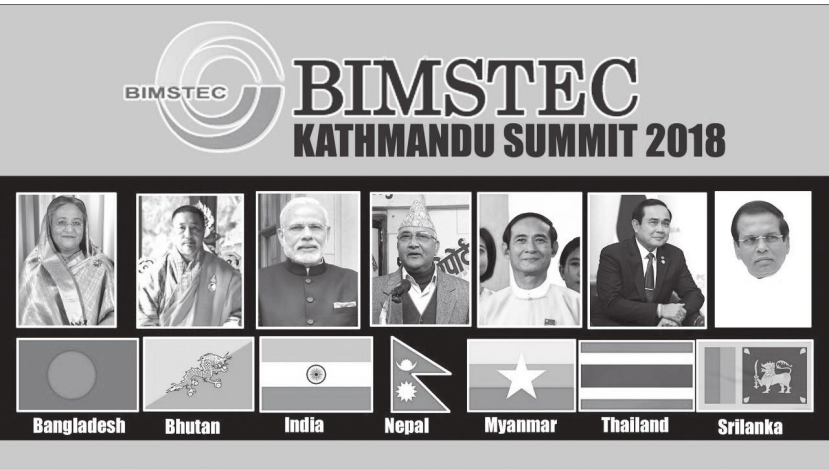 BIMSTEC
BIMSTEC
KATHMANDU SUMMIT 2018
Bangladesh
Bhutan
India
Nepal
Myanmar
Thailand
Srilanka